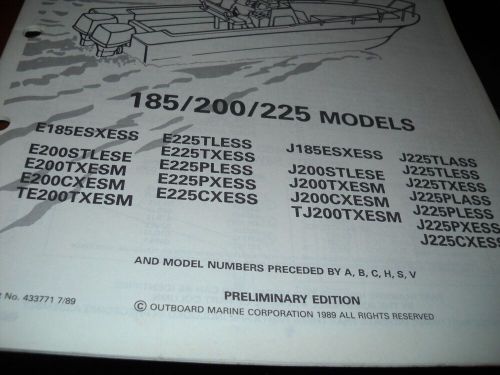 185/200/225 MODELS
E185ESXESS
E200STLESE
E200TXESM
E200CXESM
TE200TXESM
E225TLESS
E225TXESS
E225PLESS
E225PXESS
E225CXESS
J185ESXESS
J200STLESE
J200TXESM
J200CXESM
TJ200TXESM
J225TLASS
J225TLESS
J225TXESS
J225PLASS
J225PLESS
J225PXESS
J225CXESS
AND MODEL NUMBERS PRECEDED BY A, B, C, H, S, V
PRELIMINARY EDITION
No. 433771 7/89
© OUTBOARD MARINE CORPORATION 1989 ALL RIGHTS RESERVED